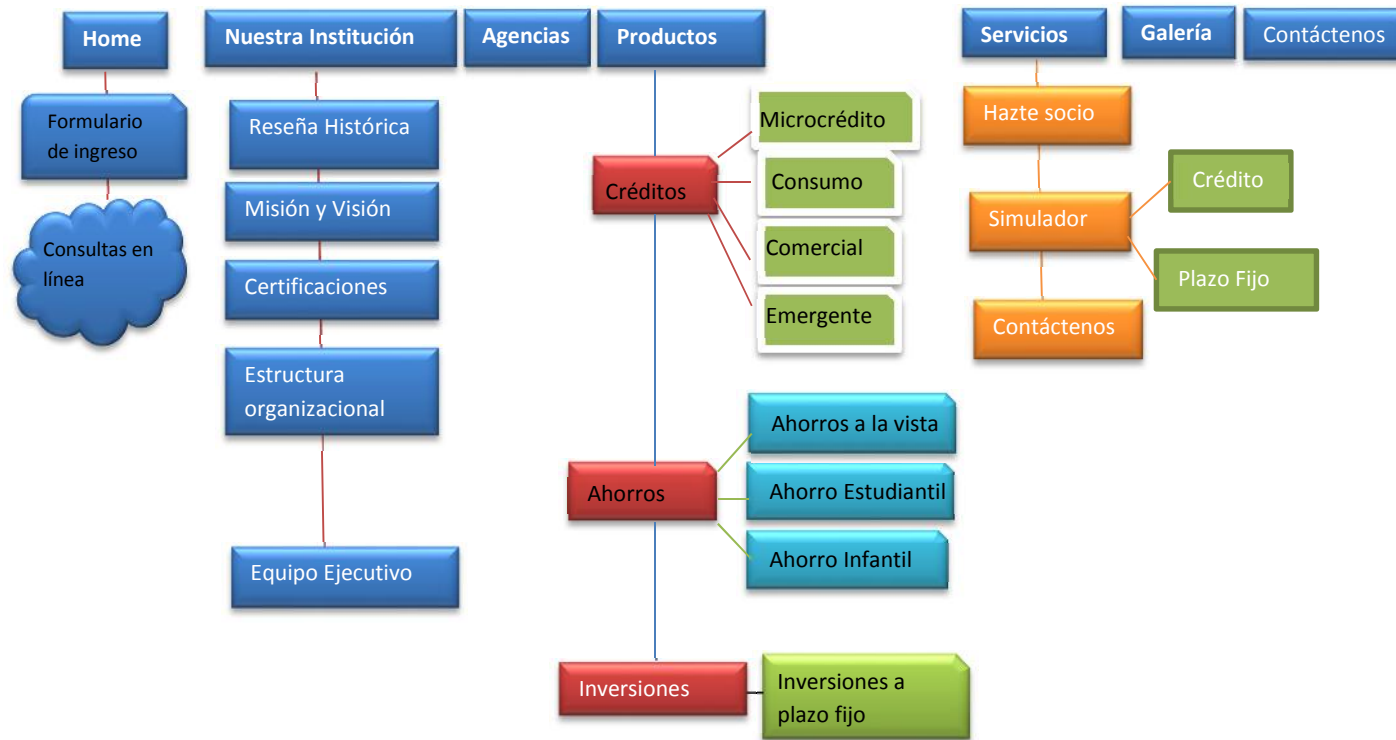 Home
Nuestra Institución
Agencias
Productos
Servicios
Galería
Contáctenos
Formulario
de ingreso
Consultas en
línea
Reseña Histórica
Misión y Visión
Certificaciones
Estructura
organizacional
Equipo Ejecutivo
Créditos
Microcrédito
Consumo
Comercial
Emergente
Ahorros
Ahorros a la vista
Ahorro Estudiantil
Ahorro Infantil
Inversiones
Inversiones a
plazo fijo
Hazte socio
Simulador
Crédito
Plazo Fijo
Contáctenos